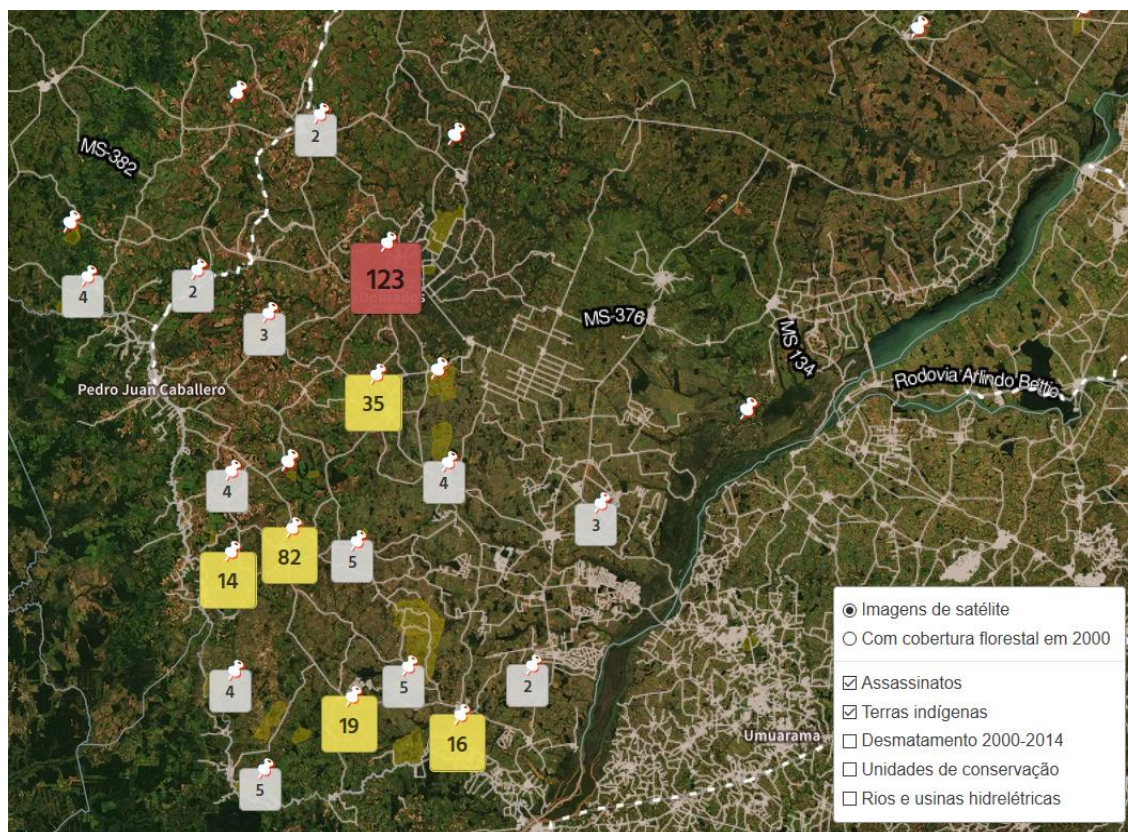 MS-382
2
123
Dourados
4
2
3
MS-376
MS 134
Rodovia Arlindo Bettio
Pedro Juan Caballero
35
4
4
3
82
5
14
4
5
2
19
16
Umuarama
5
Imagens de satélite
Com cobertura florestal em 2000
Assassinatos
Terras indígenas
Desmatamento 2000-2014
Unidades de conservação
Rios e usinas hidrelétricas